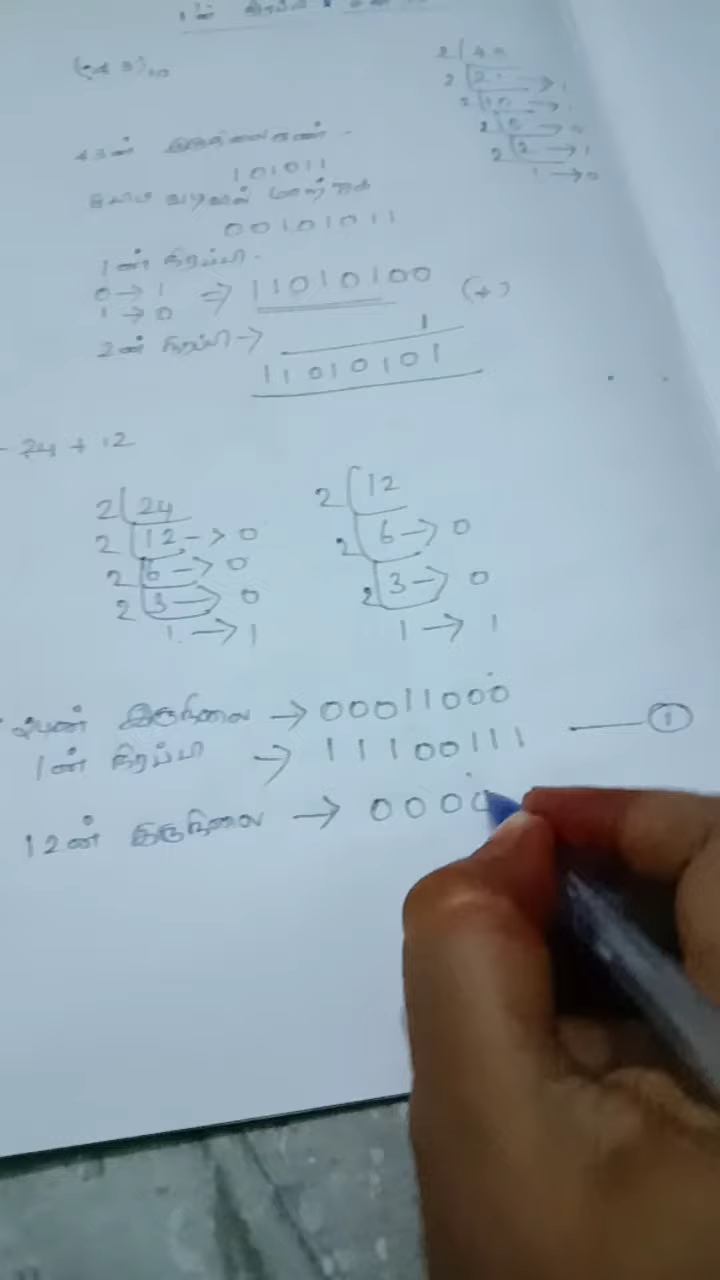 (43)10
43ன் இருநிலை எண்
101011
8 பிட் வடிவில் மாற்றுக
00101011
1ன் நிரப்பி.
0 → 1 ⇒ 11010100 (+)
1 → 0
2ன் நிரப்பி → 1
11010101
2 | 43
2 | 21 → 1
2 | 10 → 1
2 | 5 → 0
2 | 2 → 1
1 → 0
- 24 + 12
2 | 24
2 | 12 → 0
2 | 6 → 0
2 | 3 → 0
1 → 1
2 | 12
2 | 6 → 0
2 | 3 → 0
1 → 1
இருநிலை → 00011000
1ன் நிரப்பி → 11100111 — 1
12ன் இருநிலை → 000